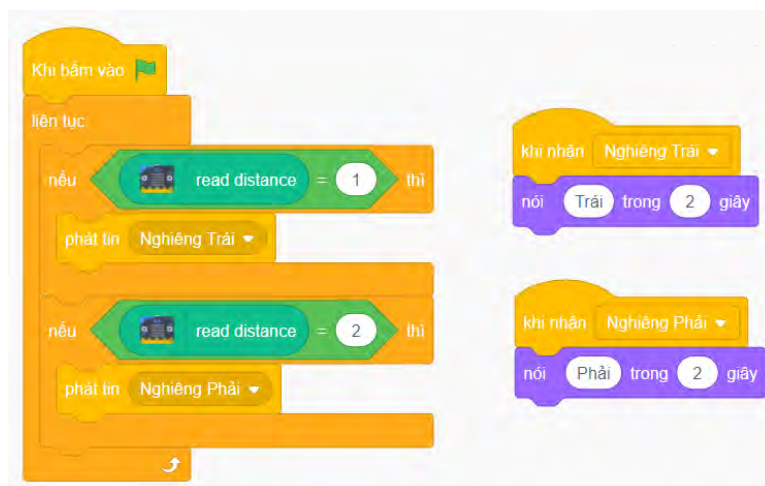 Khi bấm vào
liên tục
nếu read distance = 1 thì
phát tin Nghiêng Trái
nếu read distance = 2 thì
phát tin Nghiêng Phải
khi nhận Nghiêng Trái
nói Trái trong 2 giây
khi nhận Nghiêng Phải
nói Phải trong 2 giây